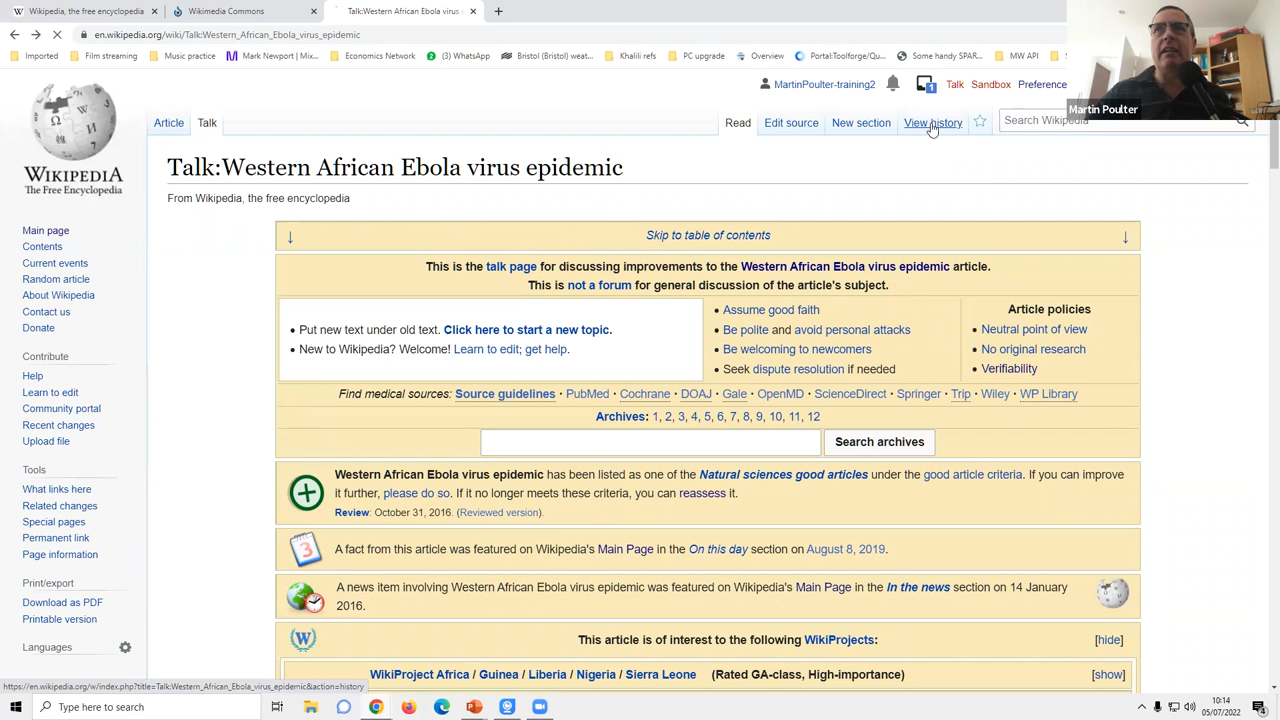 Wikipedia, the free encyclopedia
Wikimedia Commons
Talk:Western African Ebola virus
en.wikipedia.org/wiki/Talk:Western_African_Ebola_virus_epidemic
Imported
Film streaming
Music practice
Mark Newport | Mix...
Economics Network
(3) WhatsApp
Bristol (Bristol) weat...
Khalili refs
PC upgrade
Overview
Portal:Toolforge/Qu...
Some handy SPAR...
MW API
MartinPoulter-training2
1
Talk
Sandbox
Preference
Martin Poulter
Article
Talk
Read
Edit source
New section
View history
Search Wikipedia
WIKIPEDIA
The Free Encyclopedia
Talk:Western African Ebola virus epidemic
From Wikipedia, the free encyclopedia
Main page
Contents
Current events
Random article
About Wikipedia
Contact us
Donate
Contribute
Help
Learn to edit
Community portal
Recent changes
Upload file
Tools
What links here
Related changes
Special pages
Permanent link
Page information
Print/export
Download as PDF
Printable version
Languages
↓ Skip to table of contents ↓
This is the talk page for discussing improvements to the Western African Ebola virus epidemic article.
This is not a forum for general discussion of the article's subject.
• Put new text under old text. Click here to start a new topic.
• New to Wikipedia? Welcome! Learn to edit; get help.
• Assume good faith
• Be polite and avoid personal attacks
• Be welcoming to newcomers
• Seek dispute resolution if needed
Article policies
• Neutral point of view
• No original research
• Verifiability
Find medical sources: Source guidelines · PubMed · Cochrane · DOAJ · Gale · OpenMD · ScienceDirect · Springer · Trip · Wiley · WP Library
Archives: 1, 2, 3, 4, 5, 6, 7, 8, 9, 10, 11, 12
Search archives
Western African Ebola virus epidemic has been listed as one of the Natural sciences good articles under the good article criteria. If you can improve
it further, please do so. If it no longer meets these criteria, you can reassess it.
Review: October 31, 2016. (Reviewed version).
3
A fact from this article was featured on Wikipedia's Main Page in the On this day section on August 8, 2019.
A news item involving Western African Ebola virus epidemic was featured on Wikipedia's Main Page in the In the news section on 14 January
2016.
W
This article is of interest to the following WikiProjects:
[hide]
WikiProject Africa / Guinea / Liberia / Nigeria / Sierra Leone (Rated GA-class, High-importance)
[show]
https://en.wikipedia.org/w/index.php?title=Talk:Western_African_Ebola_virus_epidemic&action=history
Type here to search
10:14
05/07/2022
4